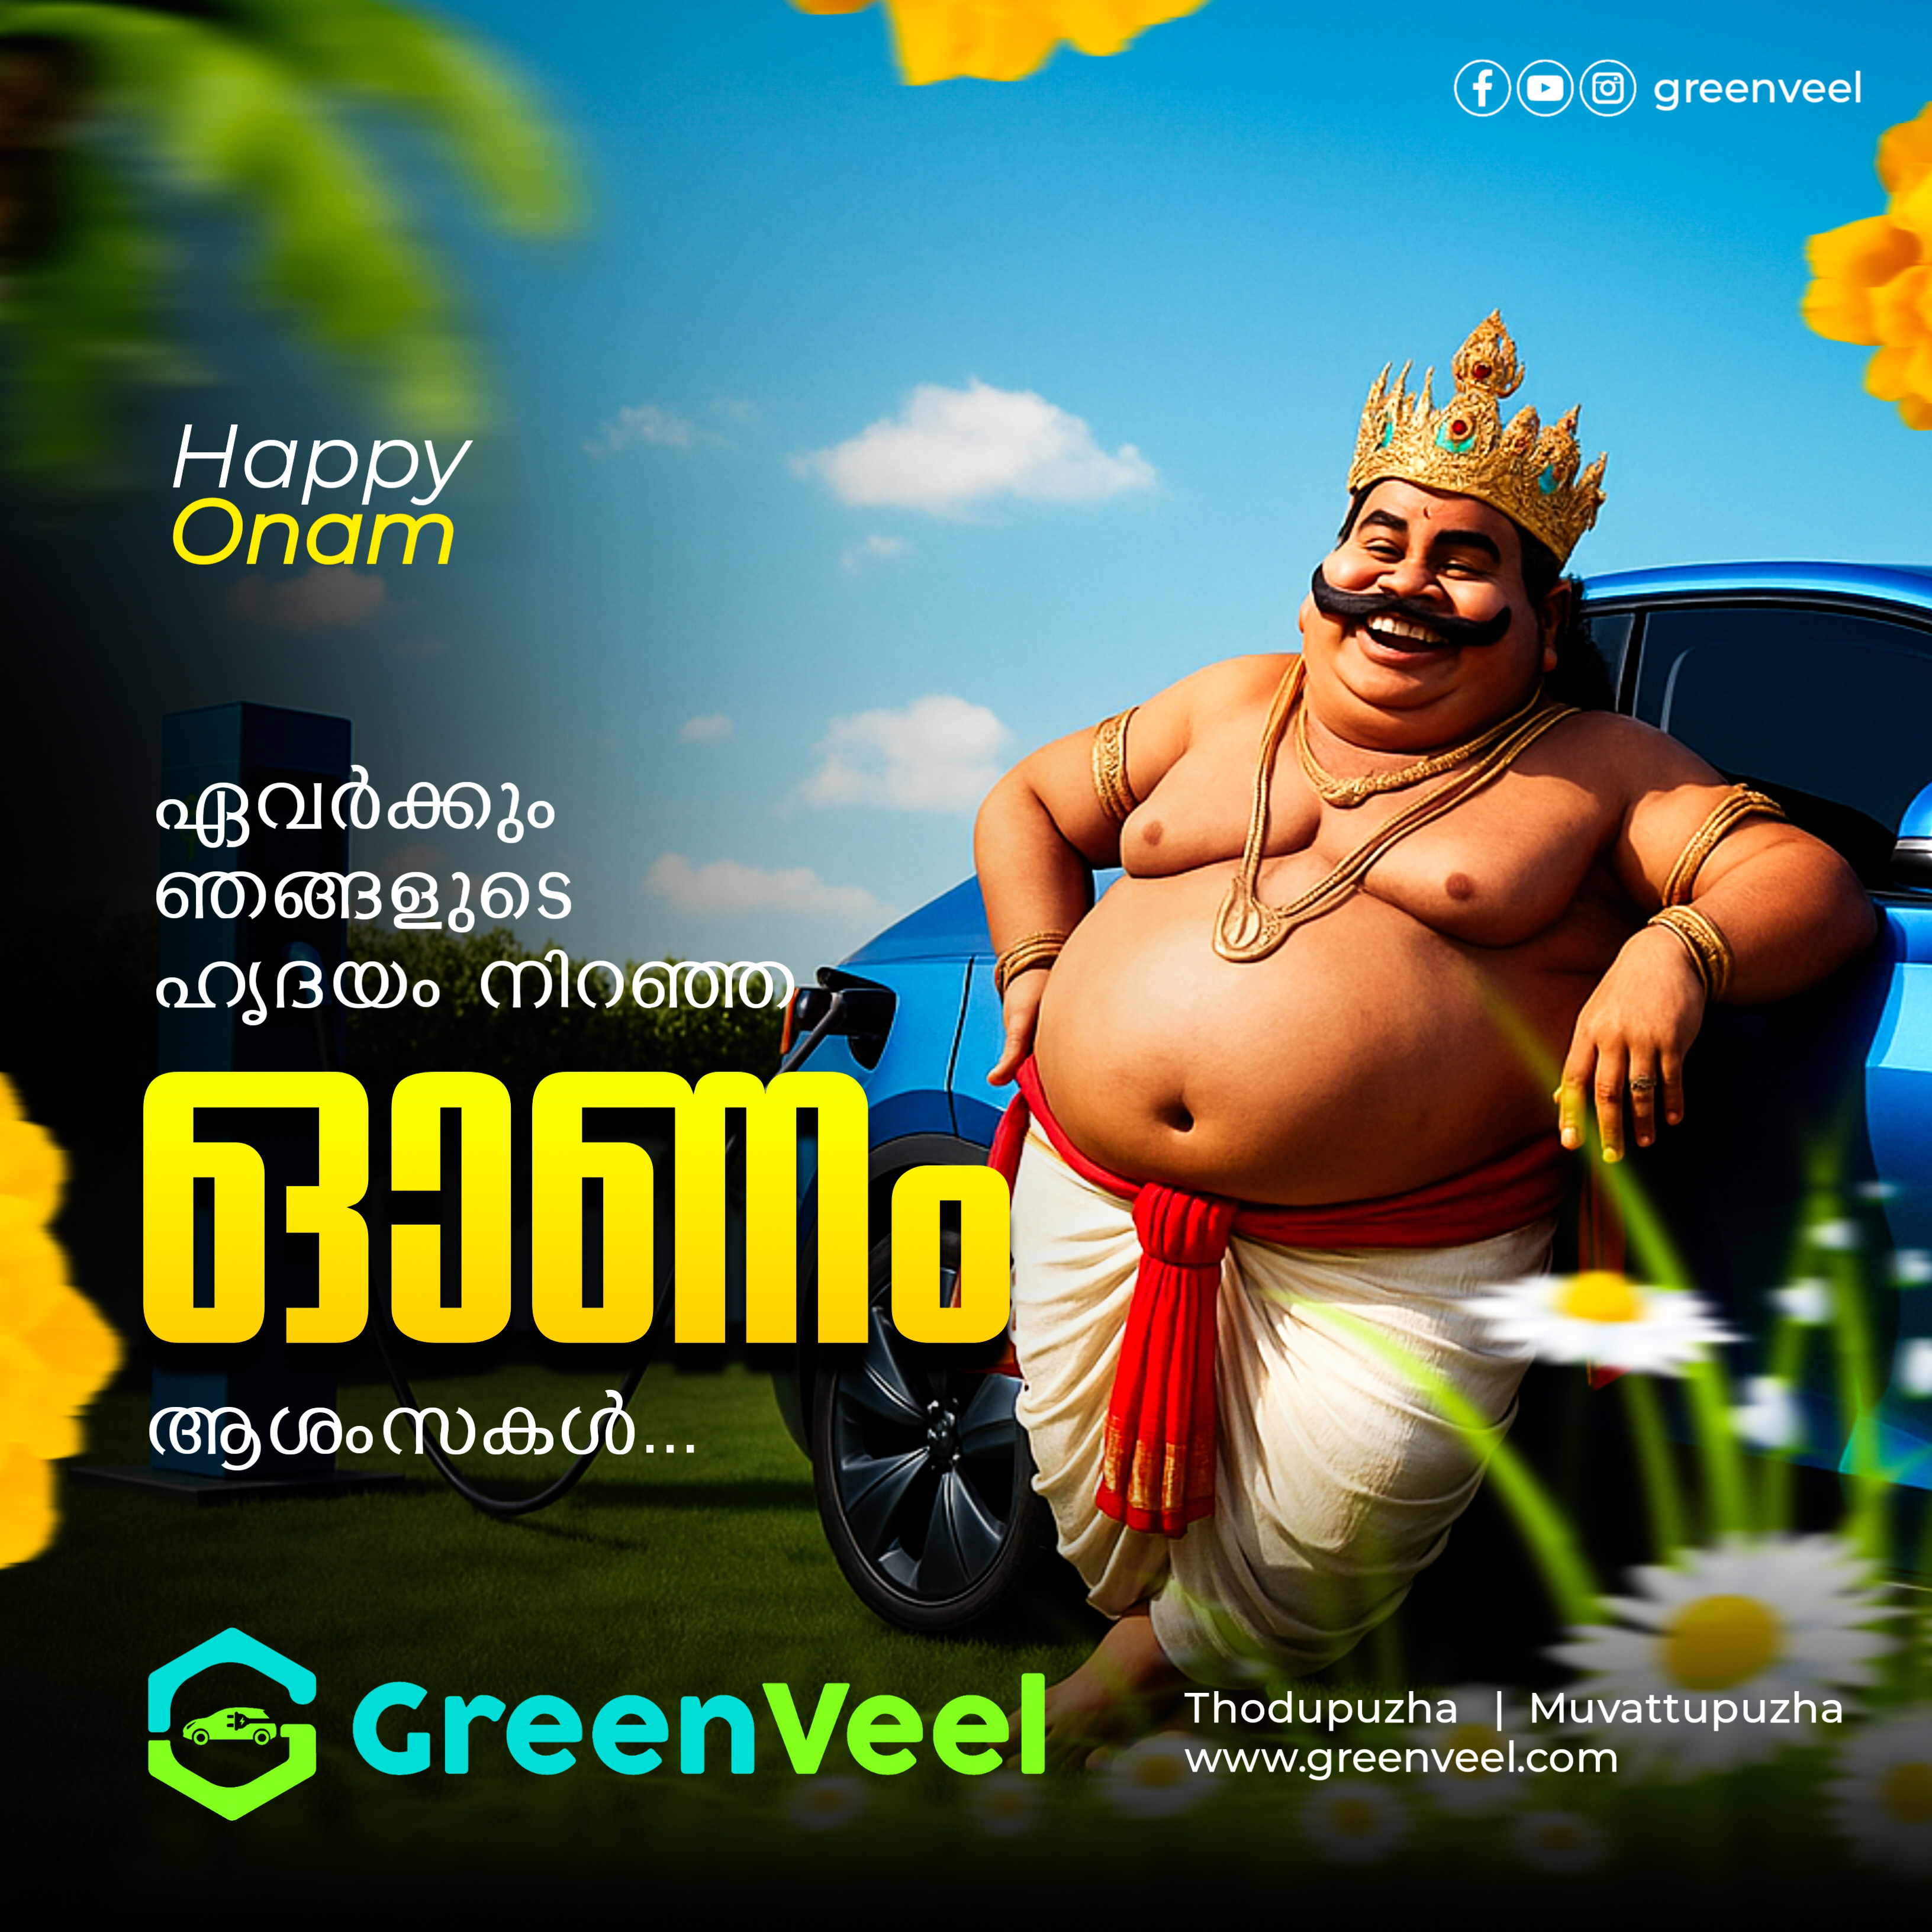 greenveel
Happy
Onam
ഏവർക്കും
ഞങ്ങളുടെ
ഹൃദയം നിറഞ്ഞ
ഓണം
ആശംസകൾ...
GreenVeel
Thodupuzha | Muvattupuzha
www.greenveel.com